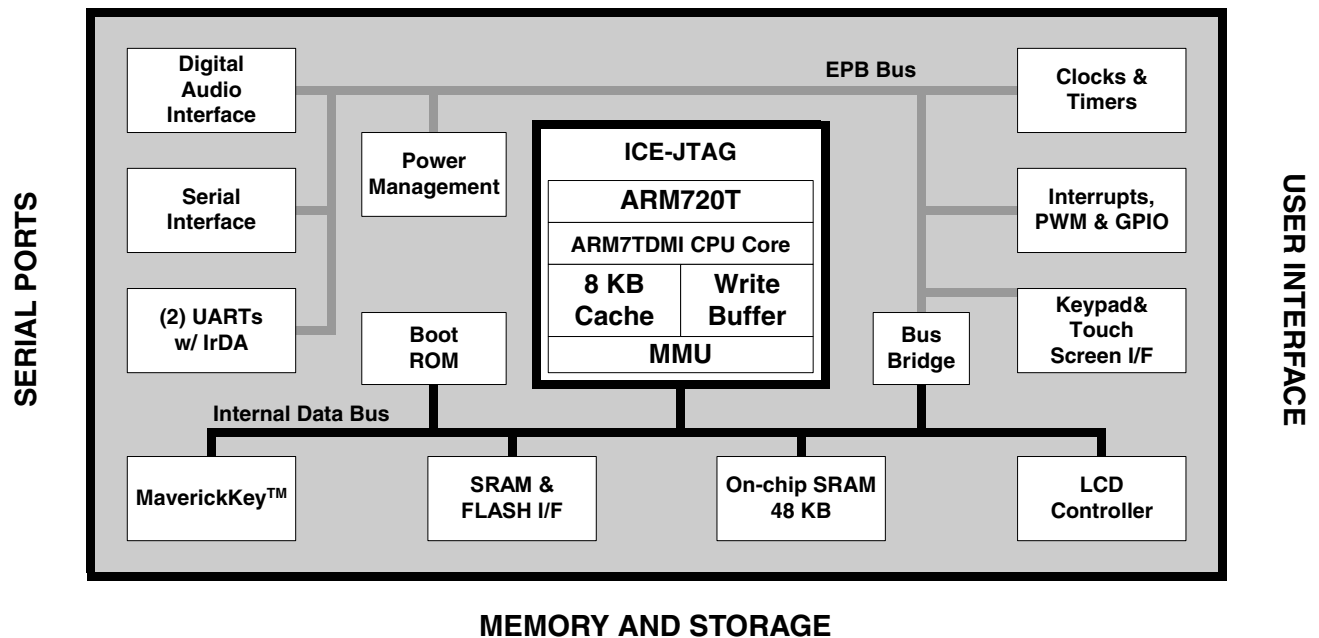 Digital
Audio
Interface
EPB Bus
Clocks &
Timers
Power
Management
ICE-JTAG
ARM720T
ARM7TDMI CPU Core
8 KB
Cache
Write
Buffer
MMU
Serial
Interface
Interrupts,
PWM & GPIO
SERIAL PORTS
USER INTERFACE
(2) UARTs
w/ IrDA
Boot
ROM
Bus
Bridge
Keypad&
Touch
Screen I/F
Internal Data Bus
MaverickKey™
SRAM &
FLASH I/F
On-chip SRAM
48 KB
LCD
Controller
MEMORY AND STORAGE